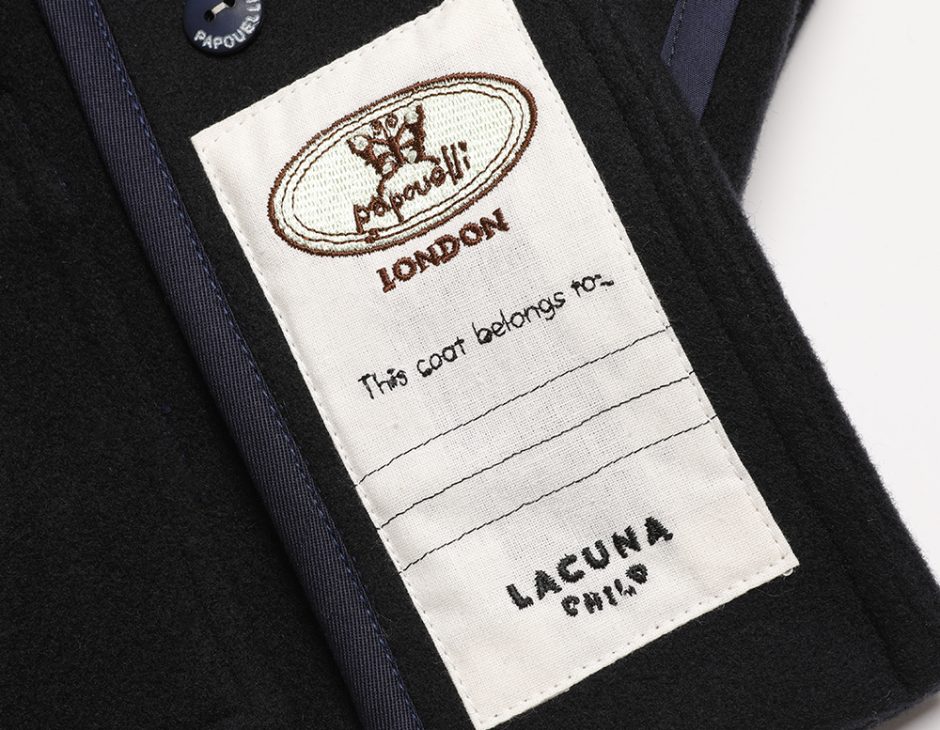 PAPOUELLI
papouelli
LONDON
This coat belongs to:
LACUNA
CHILD